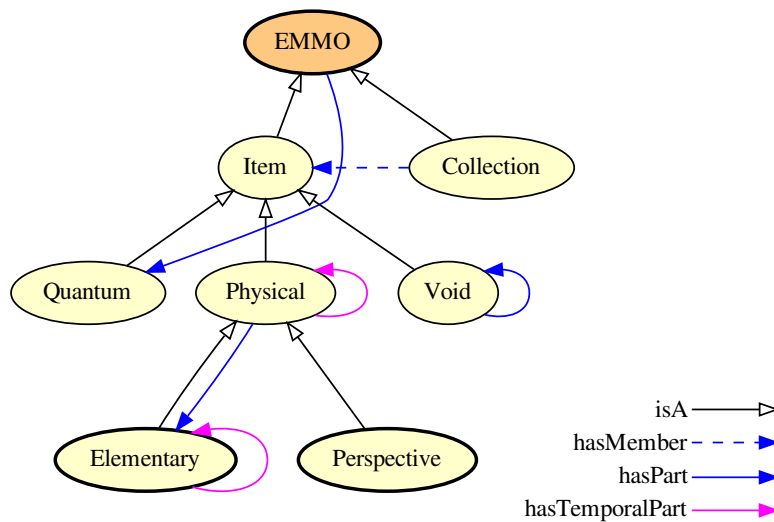 EMMO
Item
Collection
Quantum
Physical
Void
Elementary
Perspective
isA
hasMember
hasPart
hasTemporalPart